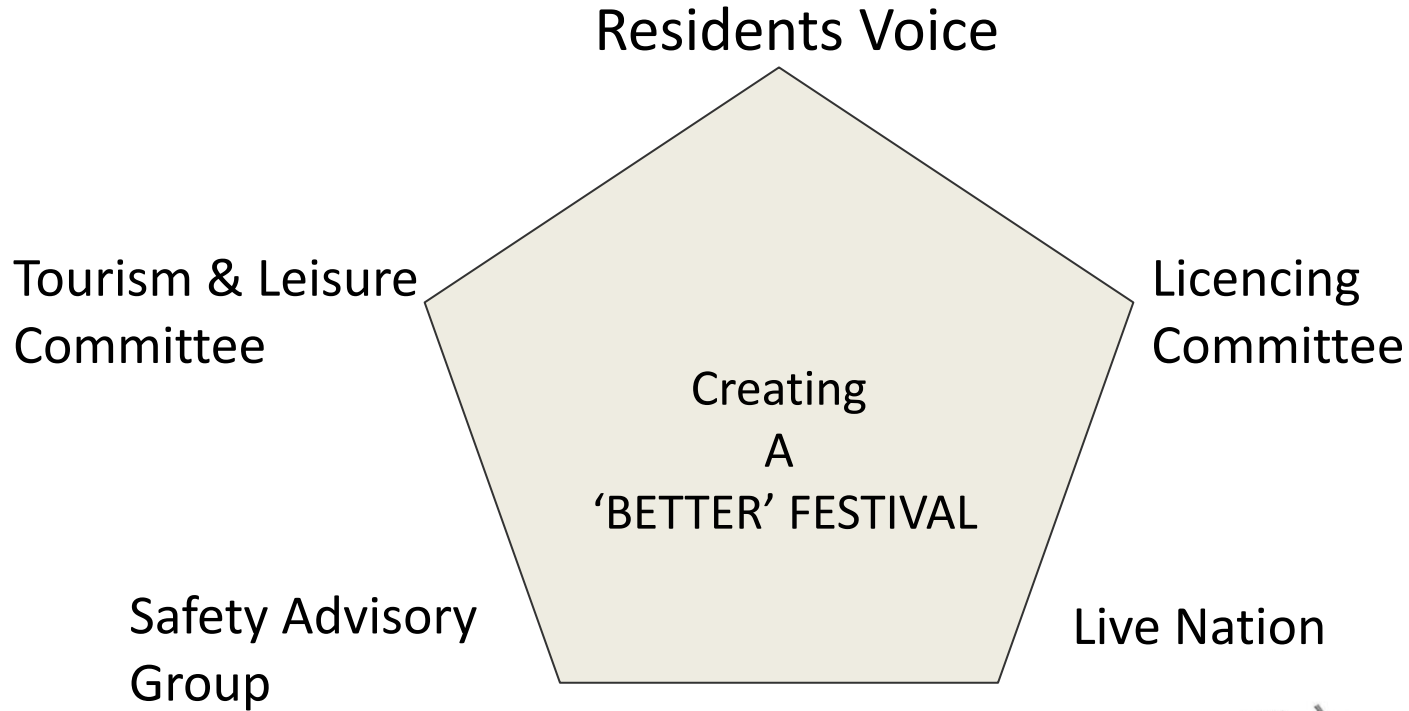 Residents Voice
Tourism & Leisure
Committee
Licencing
Committee
Creating
A
‘BETTER’ FESTIVAL
Safety Advisory
Group
Live Nation